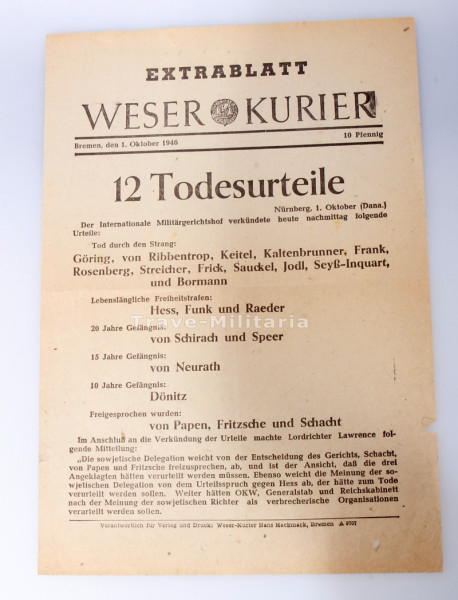 EXTRABLATT
WESER KURIER
Bremen, den 1. Oktober 1946 10 Pfennig
12 Todesurteile
Nürnberg, 1. Oktober (Dana.)
Der Internationale Militärgerichtshof verkündete heute nachmittag folgende
Urteile:
Tod durch den Strang:
Göring, von Ribbentrop, Keitel, Kaltenbrunner, Frank,
Rosenberg, Streicher, Frick, Sauckel, Jodl, Seyß-Inquart,
und Bormann
Lebenslängliche Freiheitstrafen:
Hess, Funk und Raeder
Trave-Militaria
20 Jahre Gefängnis:
von Schirach und Speer
15 Jahre Gefängnis:
von Neurath
10 Jahre Gefängnis:
Dönitz
Freigesprochen wurden:
von Papen, Fritzsche und Schacht
Im Anschluß an die Verkündung der Urteile machte Lordrichter Lawrence fol-
gende Mitteilung:
„Die sowjetische Delegation weicht von der Entscheidung des Gerichts, Schacht,
von Papen und Fritzsche freizusprechen, ab, und ist der Ansicht, daß die drei
Angeklagten hätten verurteilt werden müssen. Ebenso weicht die Meinung der so-
wjetischen Delegation von dem Urteilsspruch gegen Hess ab, der hätte zum Tode
verurteilt werden sollen. Weiter hätten OKW, Generalstab und Reichskabinett
nach der Meinung der sowjetischen Richter als verbrecherische Organisationen
verurteilt werden sollen.
Verantwortlich für Verlag und Druck: Weser-Kurier Hans Hackmack, Bremen